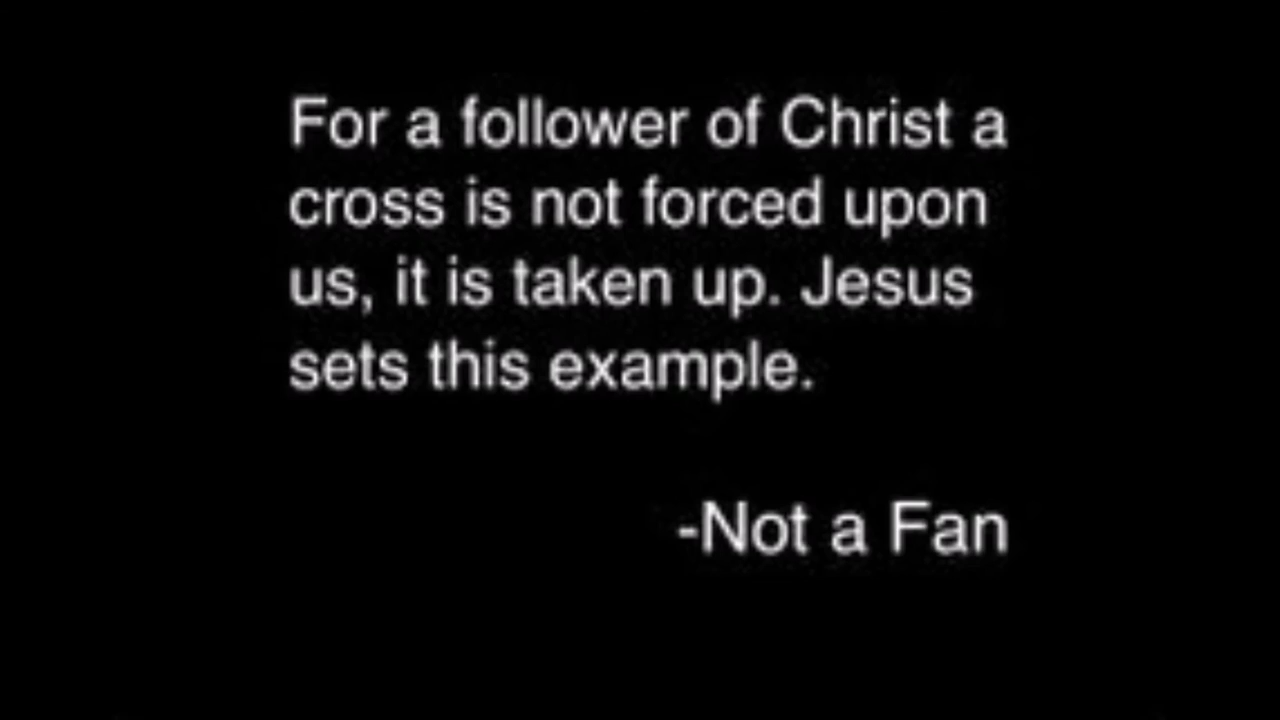 For a follower of Christ a
cross is not forced upon
us, it is taken up. Jesus
sets this example.
-Not a Fan